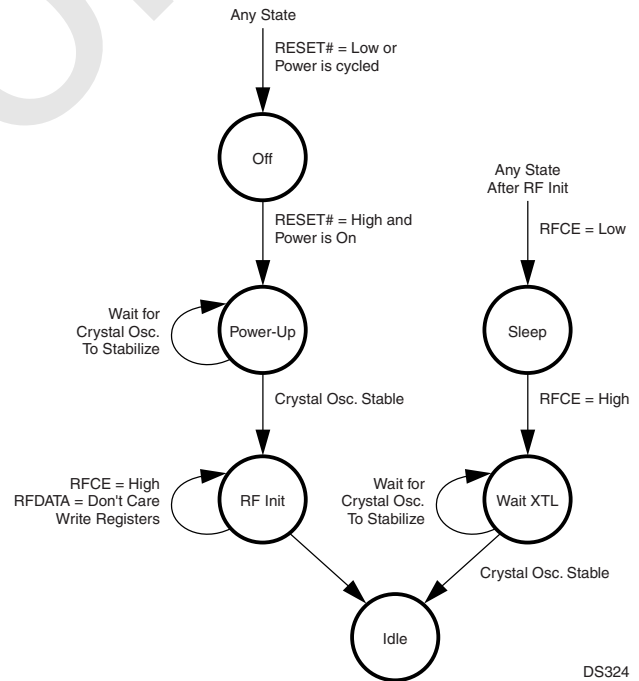 Any State
RESET# = Low or
Power is cycled
Off
RESET# = High and
Power is On
Wait for
Crystal Osc.
To Stabilize
Power-Up
Crystal Osc. Stable
RFCE = High
RFDATA = Don't Care
Write Registers
RF Init
Any State
After RF Init
RFCE = Low
Sleep
RFCE = High
Wait for
Crystal Osc.
To Stabilize
Wait XTL
Crystal Osc. Stable
Idle
DS324